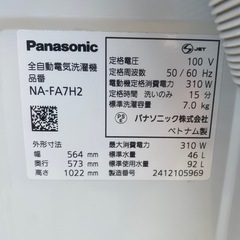 Panasonic
全自動電気洗濯機
品番
NA-FA7H2
外形寸法
幅 564 mm
奥行 573 mm
高さ 1022 mm
JET
定格電圧 100 V
定格周波数 50 / 60 Hz
電動機定格消費電力 310 W
定格時間 洗い 15 分
標準洗濯容量 7.0 kg
パナソニック株式会社
ベトナム製
最大消費電力 310 W
標準水量 46 L
標準使用水量 92 L
製造番号 2412105969